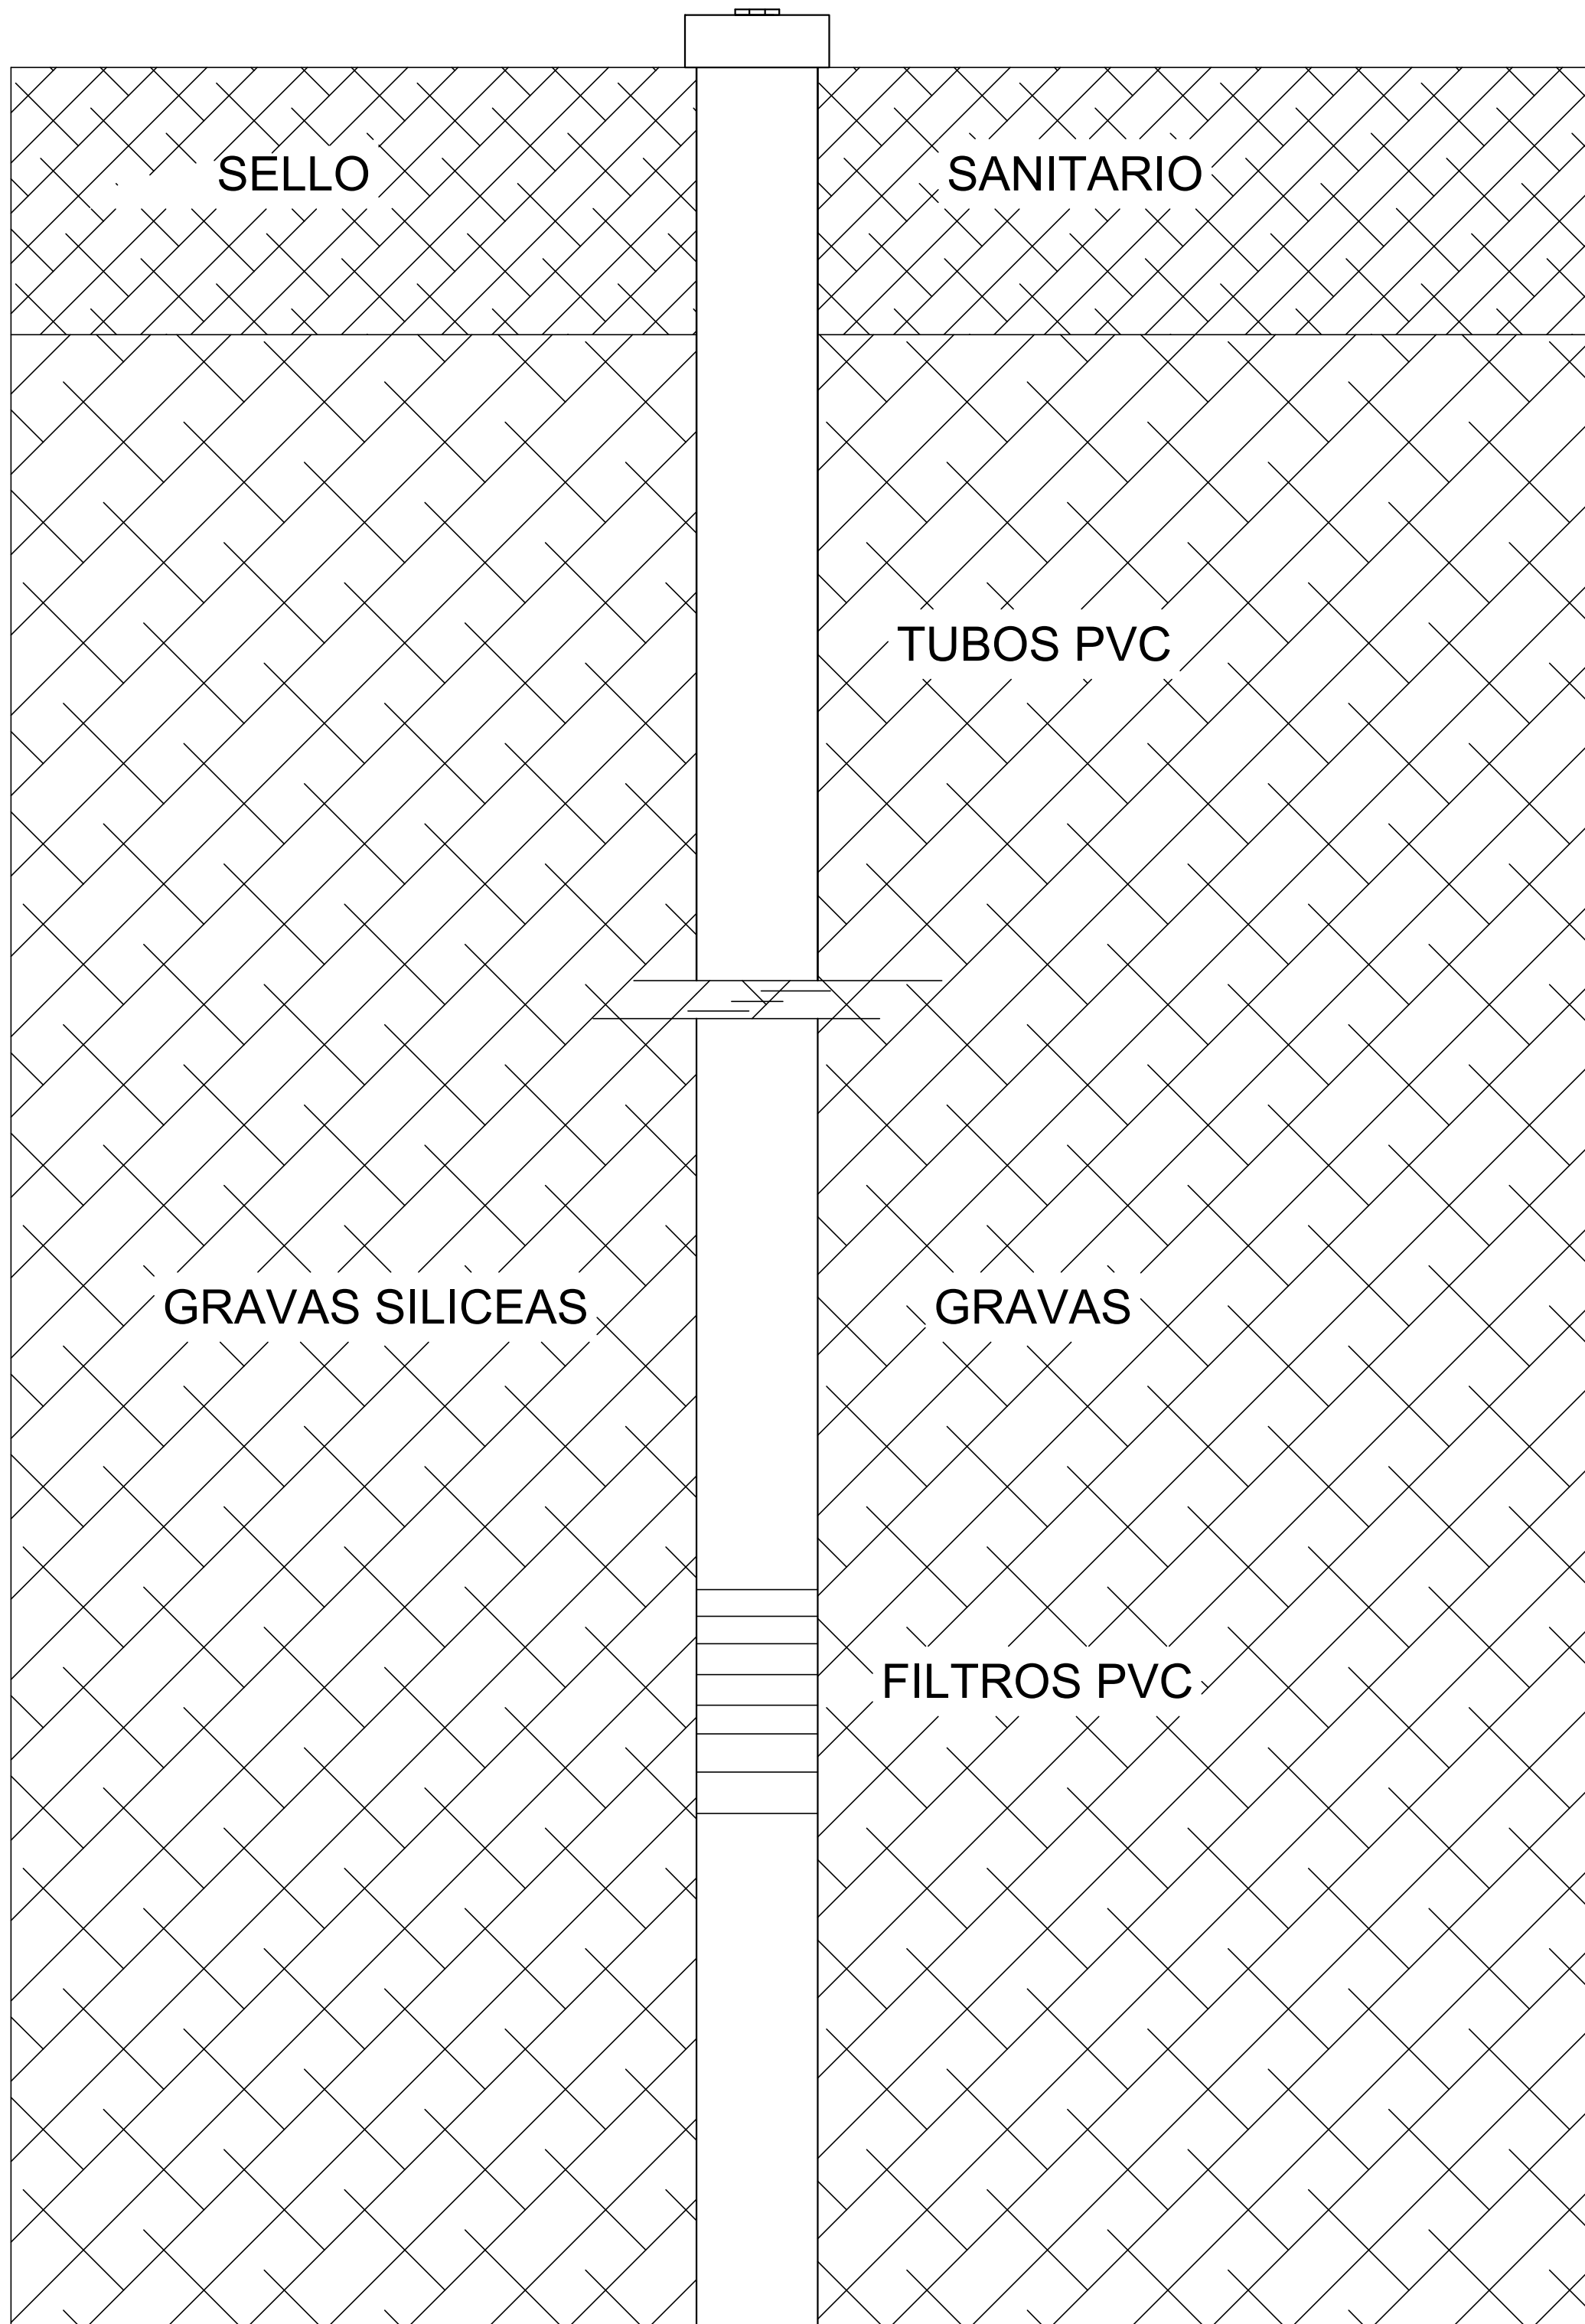 SELLO
SANITARIO
TUBOS PVC
GRAVAS SILICEAS
GRAVAS
FILTROS PVC